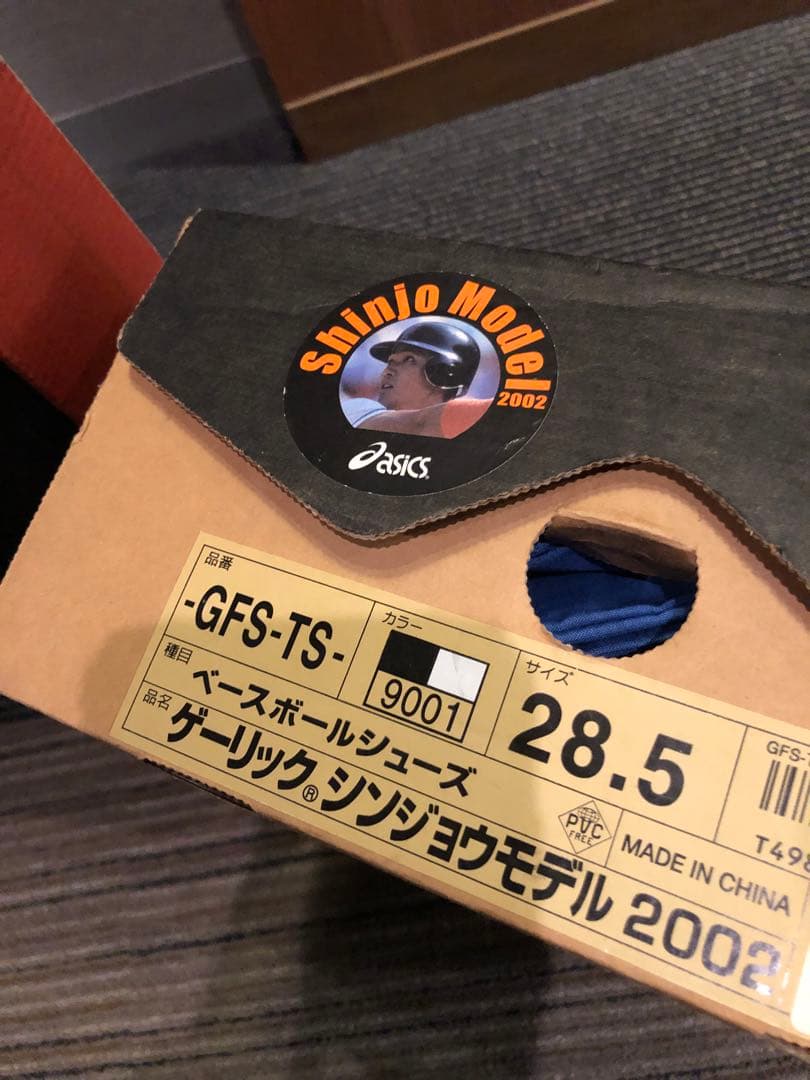 Shinjo Model
2002
asics
品番
-GFS-TS-
カラー
9001
サイズ
28.5
種目
ベースボールシューズ
品名
ゲーリック®シンジョウモデル 2002
PVC
FREE
MADE IN CHINA
GFS-T
T498